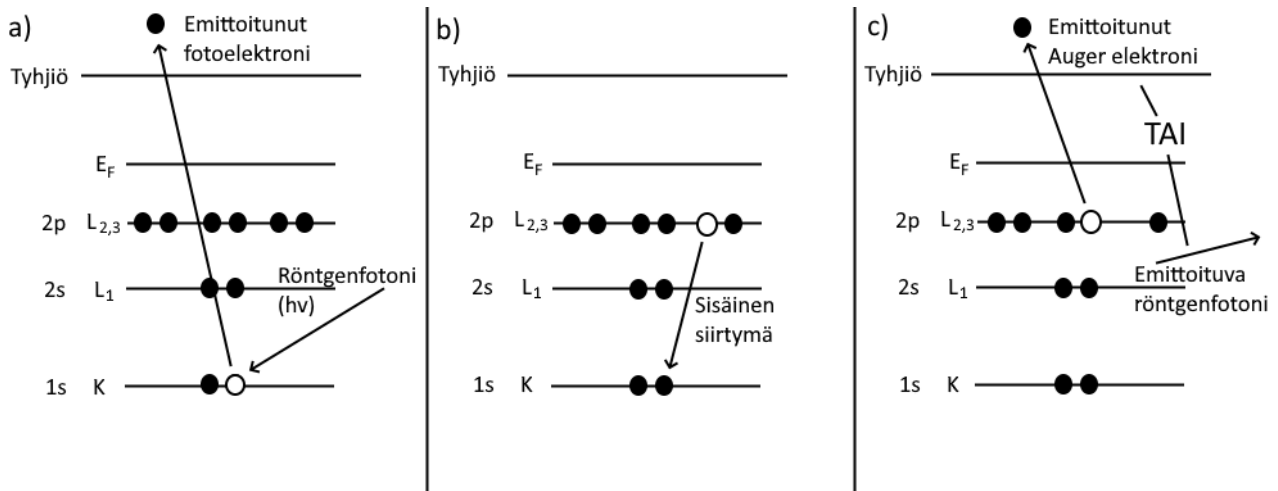 a)
Emittoitunut
fotoelektroni
Tyhjiö
E_F
2p L_2,3
2s L_1
Röntgenfotoni
(hv)
1s K
b)
Tyhjiö
E_F
2p L_2,3
2s L_1
Sisäinen
siirtymä
1s K
c)
Emittoitunut
Auger elektroni
Tyhjiö
TAI
E_F
2p L_2,3
Emittoituva
röntgenfotoni
2s L_1
1s K